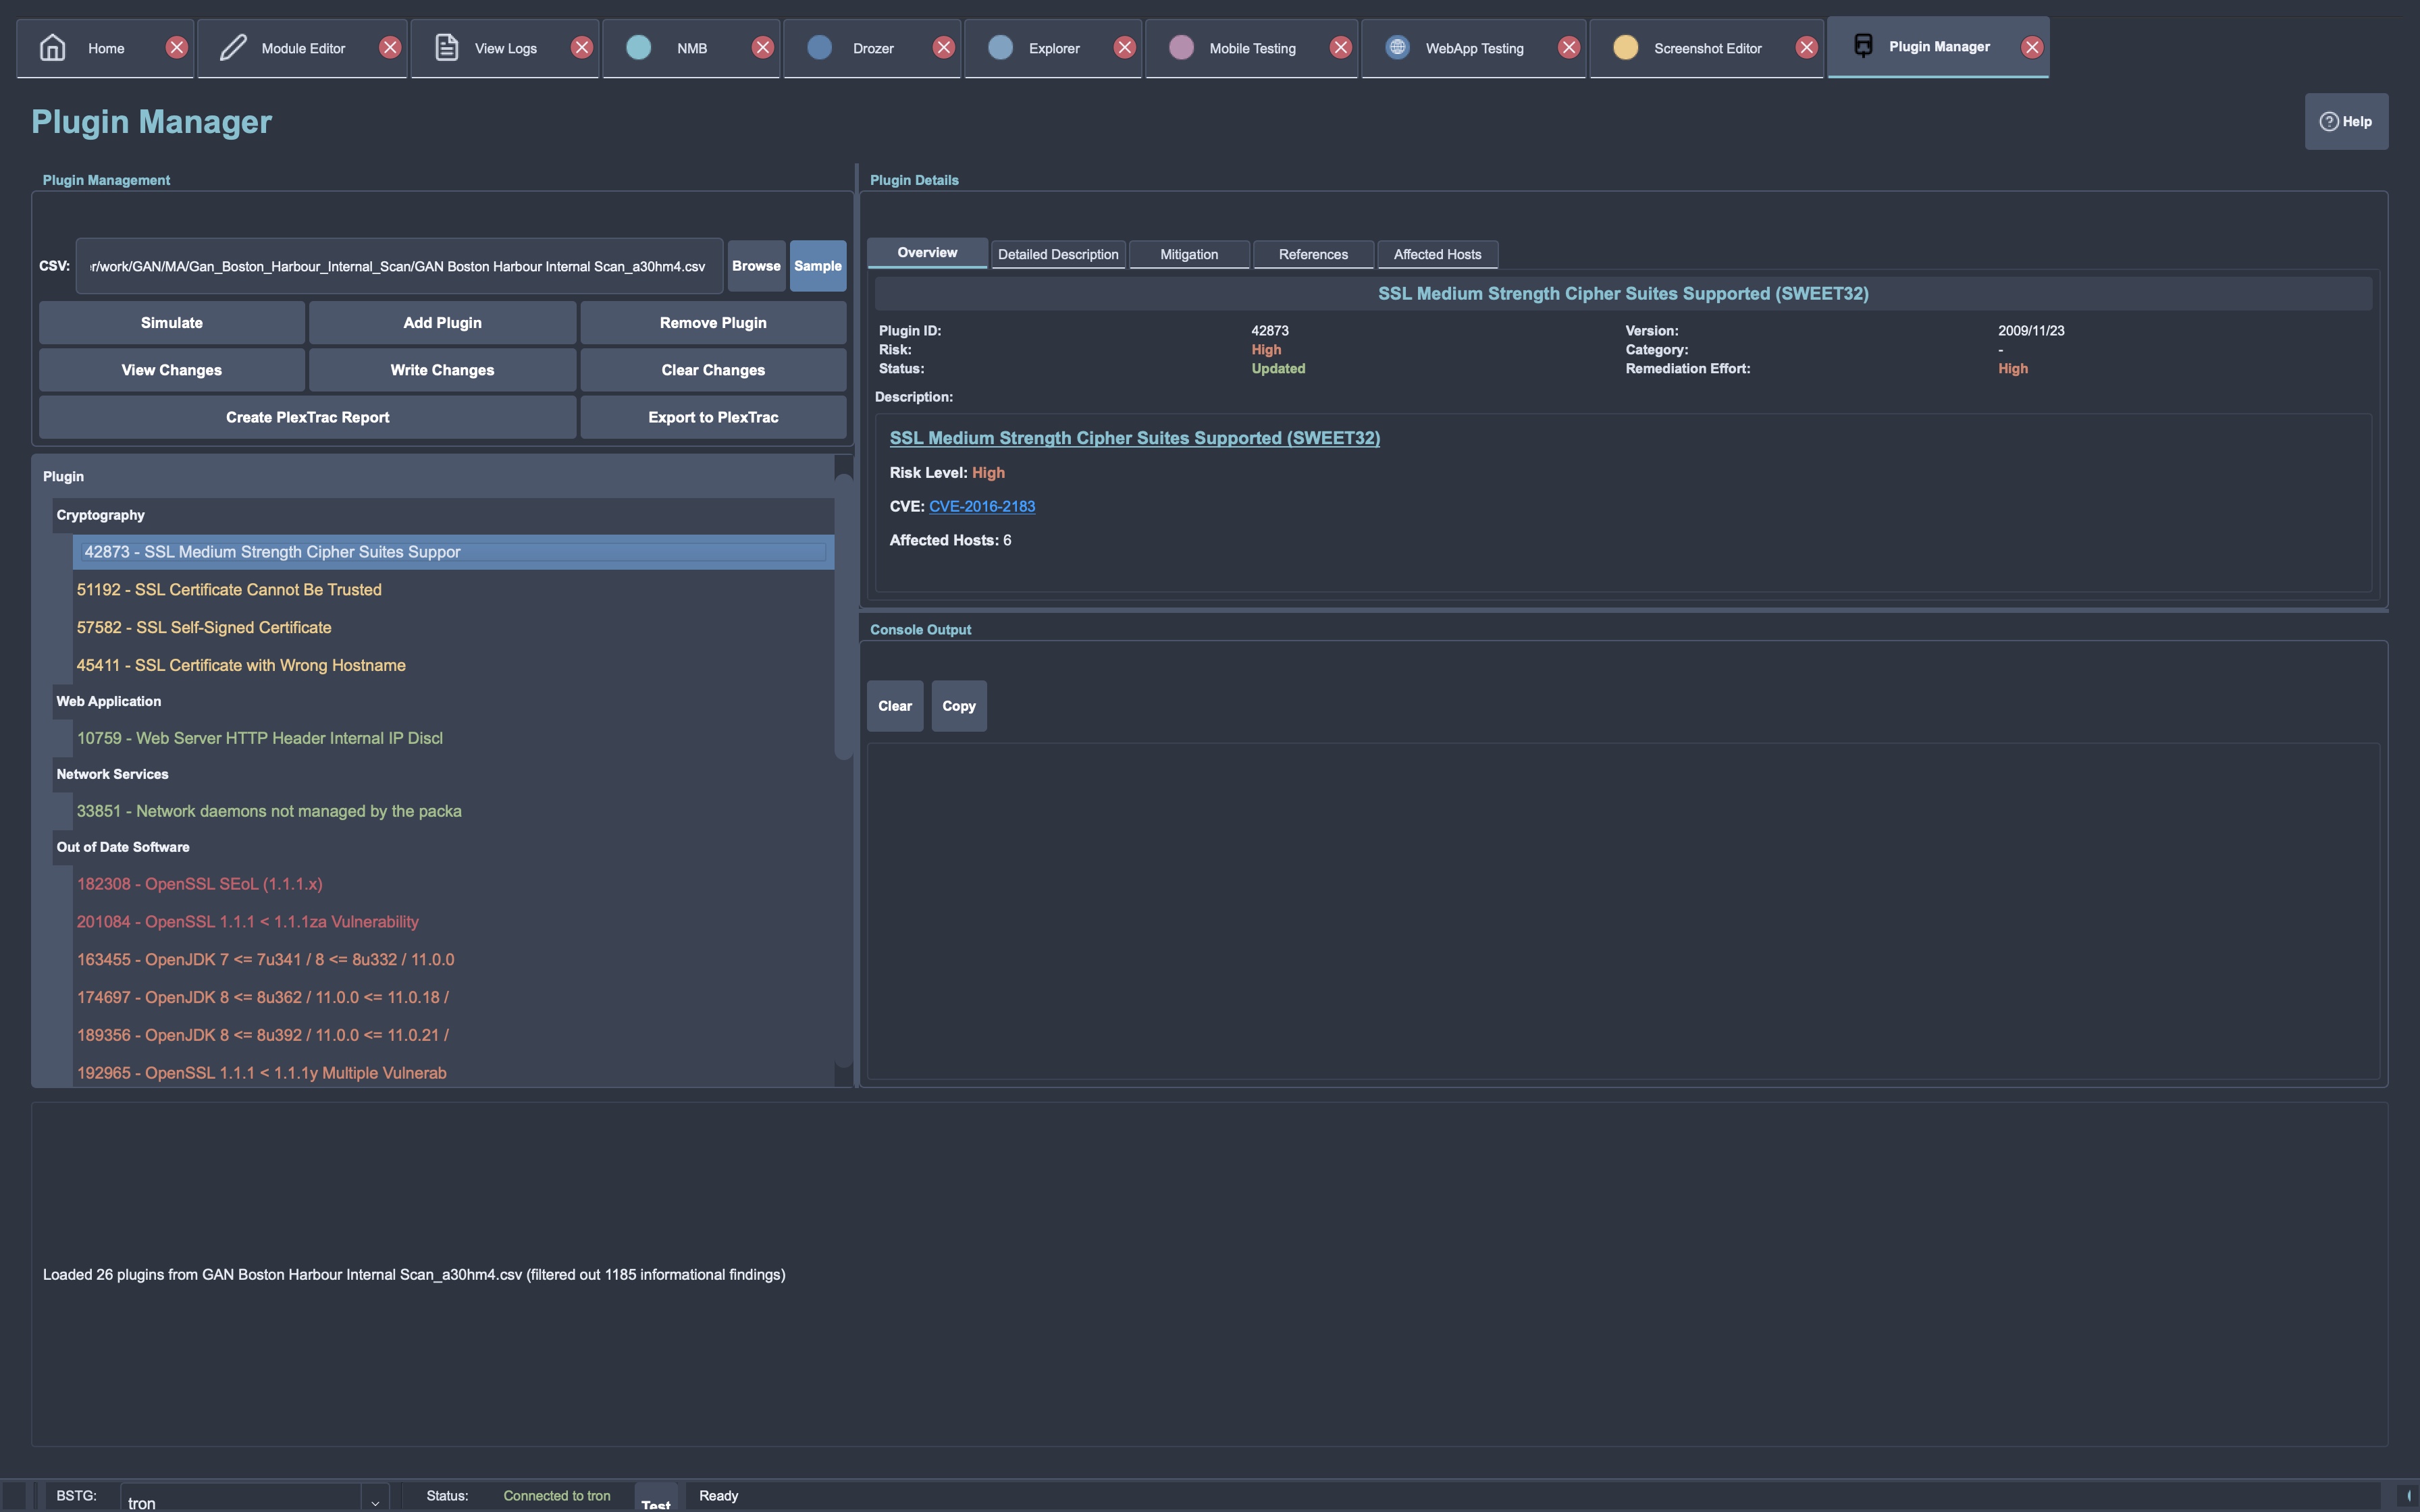 Home
Module Editor
View Logs
NMB
Drozer
Explorer
Mobile Testing
WebApp Testing
Screenshot Editor
Plugin Manager
Plugin Manager
Help
Plugin Management
CSV: r/work/GAN/MA/Gan_Boston_Harbour_Internal_Scan/GAN Boston Harbour Internal Scan_a30hm4.csv Browse Sample
Simulate Add Plugin Remove Plugin
View Changes Write Changes Clear Changes
Create PlexTrac Report Export to PlexTrac
Plugin
Cryptography
42873 - SSL Medium Strength Cipher Suites Suppor
51192 - SSL Certificate Cannot Be Trusted
57582 - SSL Self-Signed Certificate
45411 - SSL Certificate with Wrong Hostname
Web Application
10759 - Web Server HTTP Header Internal IP Discl
Network Services
33851 - Network daemons not managed by the packa
Out of Date Software
182308 - OpenSSL SEoL (1.1.1.x)
201084 - OpenSSL 1.1.1 < 1.1.1za Vulnerability
163455 - OpenJDK 7 <= 7u341 / 8 <= 8u332 / 11.0.0
174697 - OpenJDK 8 <= 8u362 / 11.0.0 <= 11.0.18 /
189356 - OpenJDK 8 <= 8u392 / 11.0.0 <= 11.0.21 /
192965 - OpenSSL 1.1.1 < 1.1.1y Multiple Vulnerab
Plugin Details
Overview Detailed Description Mitigation References Affected Hosts
SSL Medium Strength Cipher Suites Supported (SWEET32)
Plugin ID: 42873 Version: 2009/11/23
Risk: High Category: -
Status: Updated Remediation Effort: High
Description:
SSL Medium Strength Cipher Suites Supported (SWEET32)
Risk Level: High
CVE: CVE-2016-2183
Affected Hosts: 6
Console Output
Clear Copy
Loaded 26 plugins from GAN Boston Harbour Internal Scan_a30hm4.csv (filtered out 1185 informational findings)
BSTG: tron Status: Connected to tron Test Ready